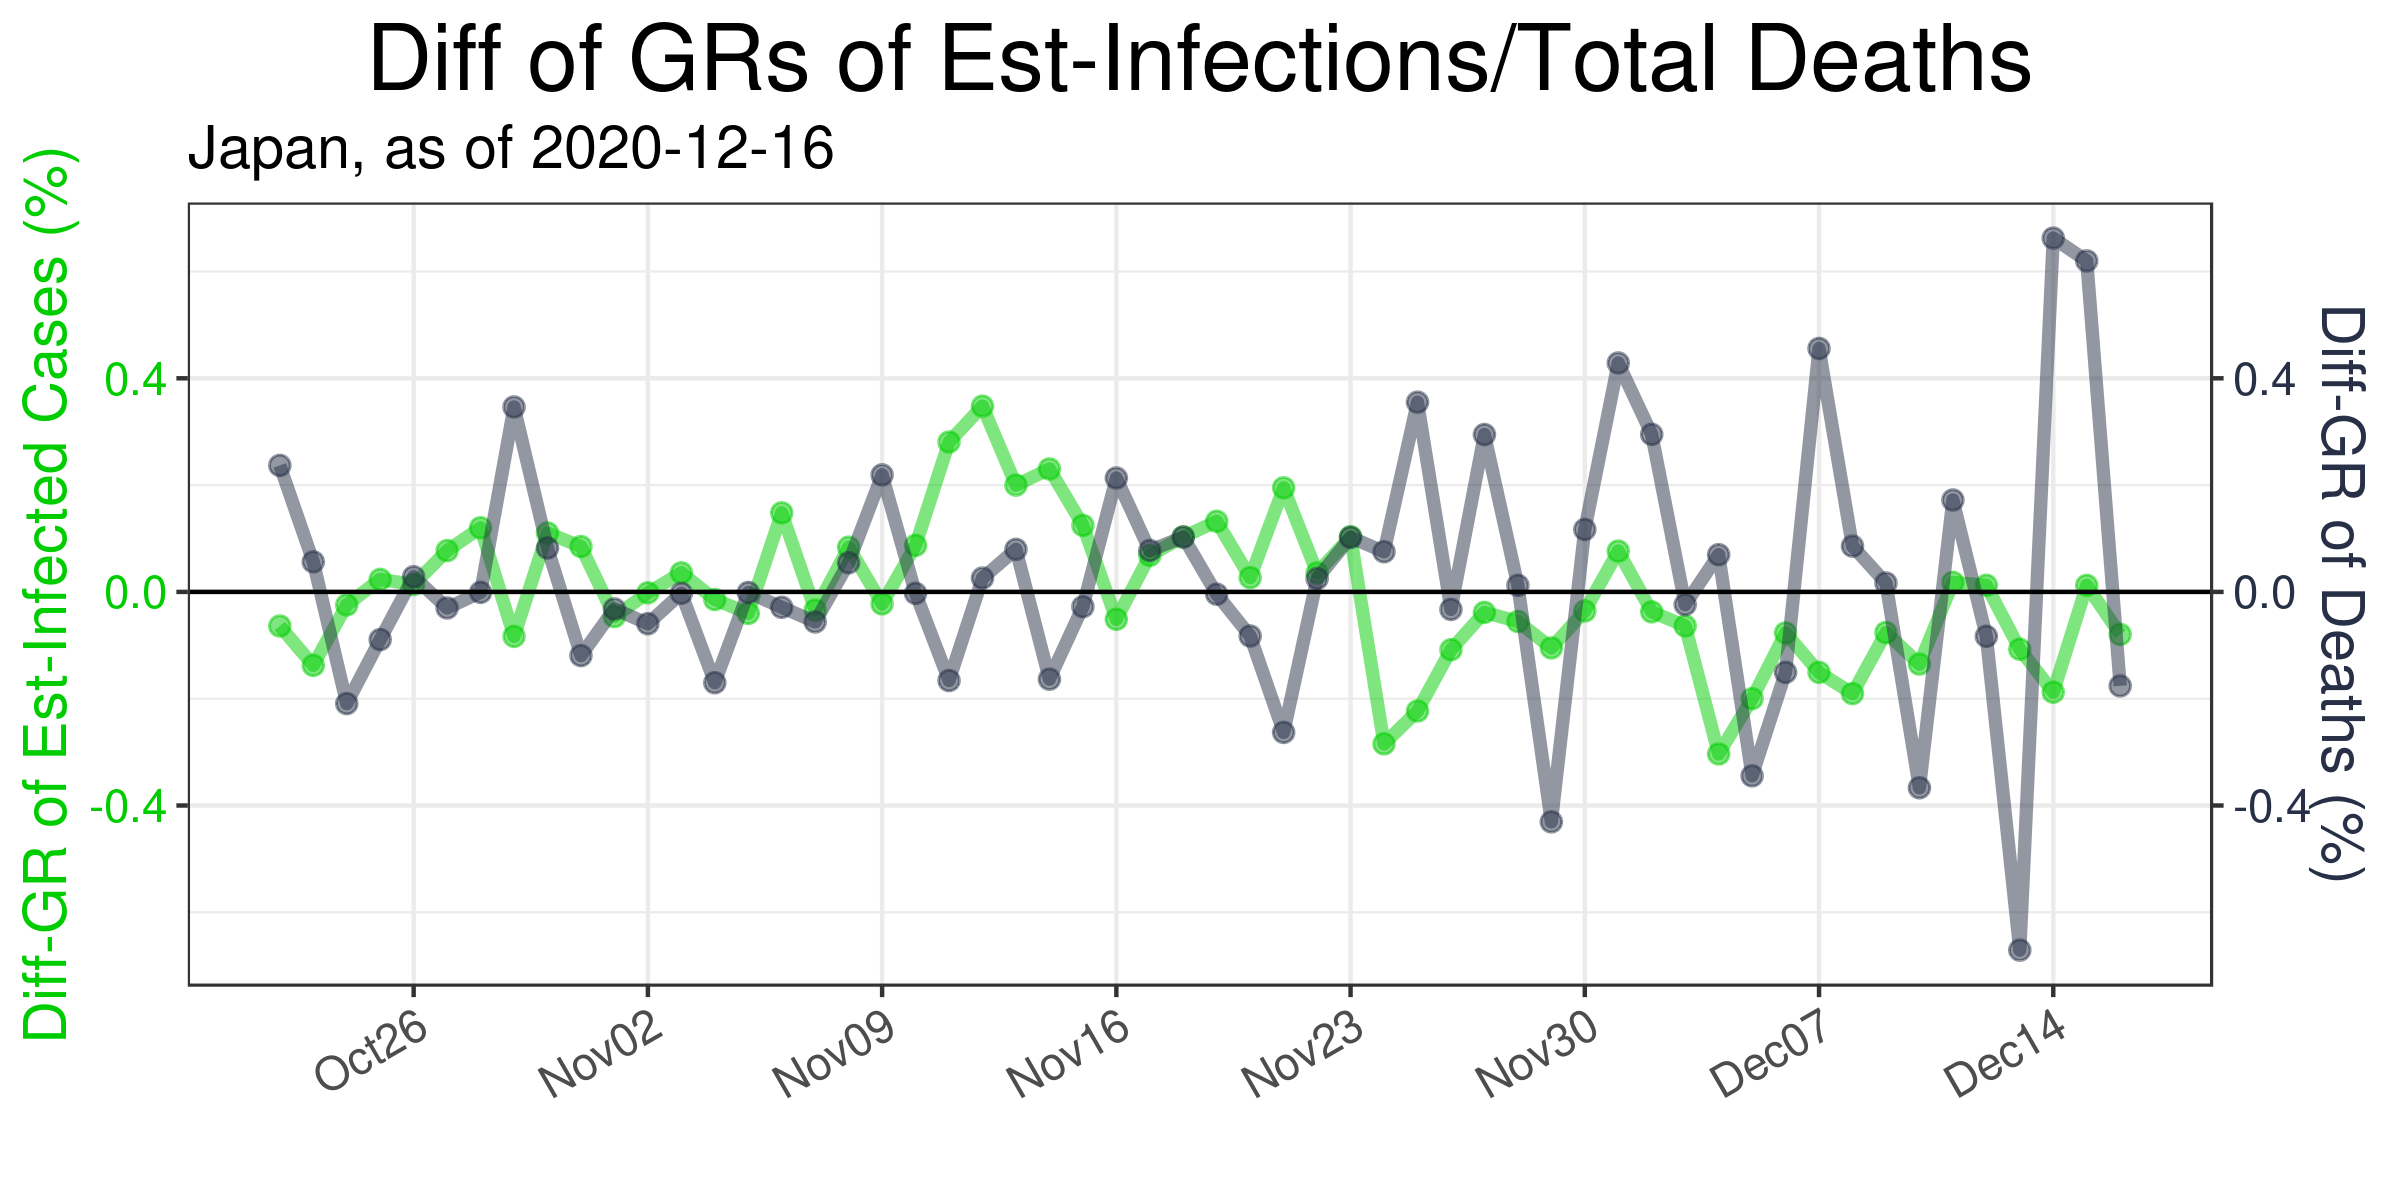 Diff of GRs of Est-Infections/Total Deaths
Japan, as of 2020-12-16
Diff-GR of Est-Infected Cases (%)
0.4
0.0
-0.4
0.4
0.0
-0.4
Diff-GR of Deaths (%)
Oct26
Nov02
Nov09
Nov16
Nov23
Nov30
Dec07
Dec14